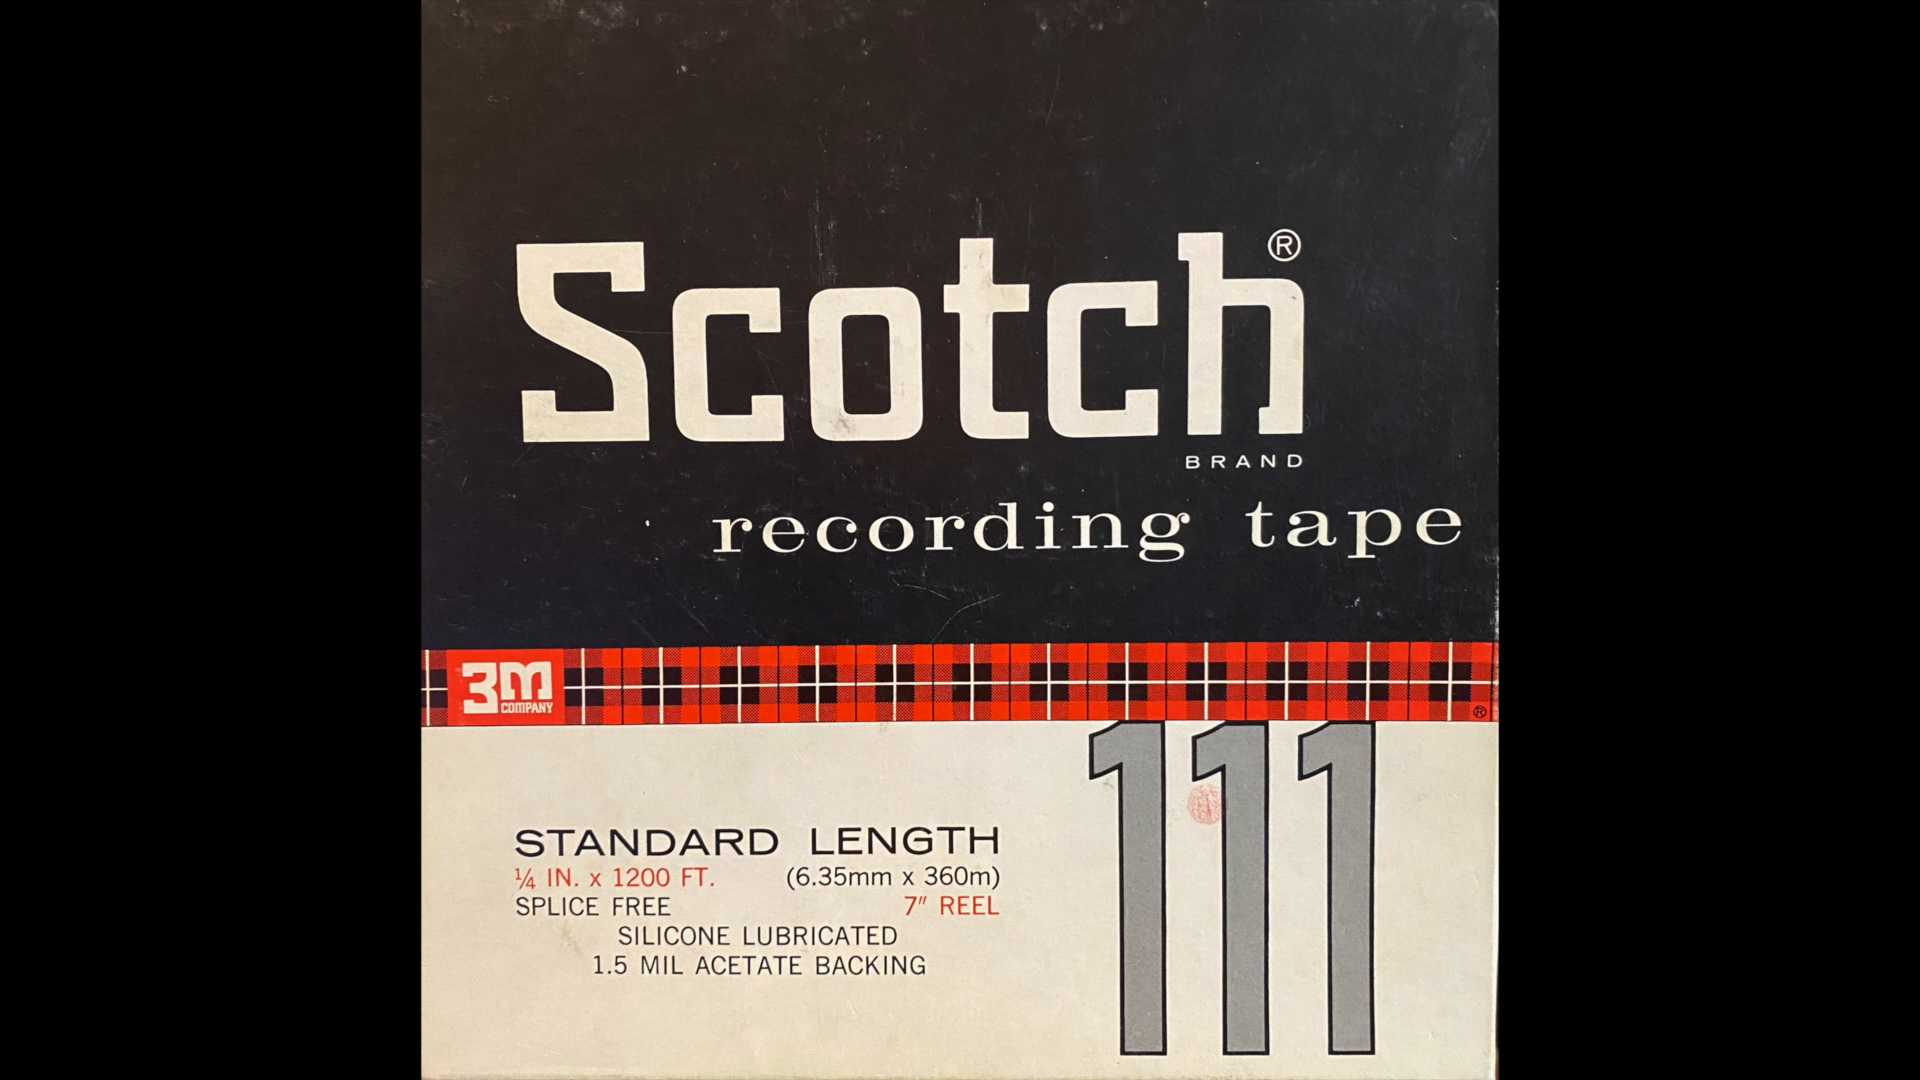 Scotch®
BRAND
recording tape
3M
COMPANY
®
111
STANDARD LENGTH
¼ IN. x 1200 FT. (6.35mm x 360m)
SPLICE FREE 7" REEL
SILICONE LUBRICATED
1.5 MIL ACETATE BACKING